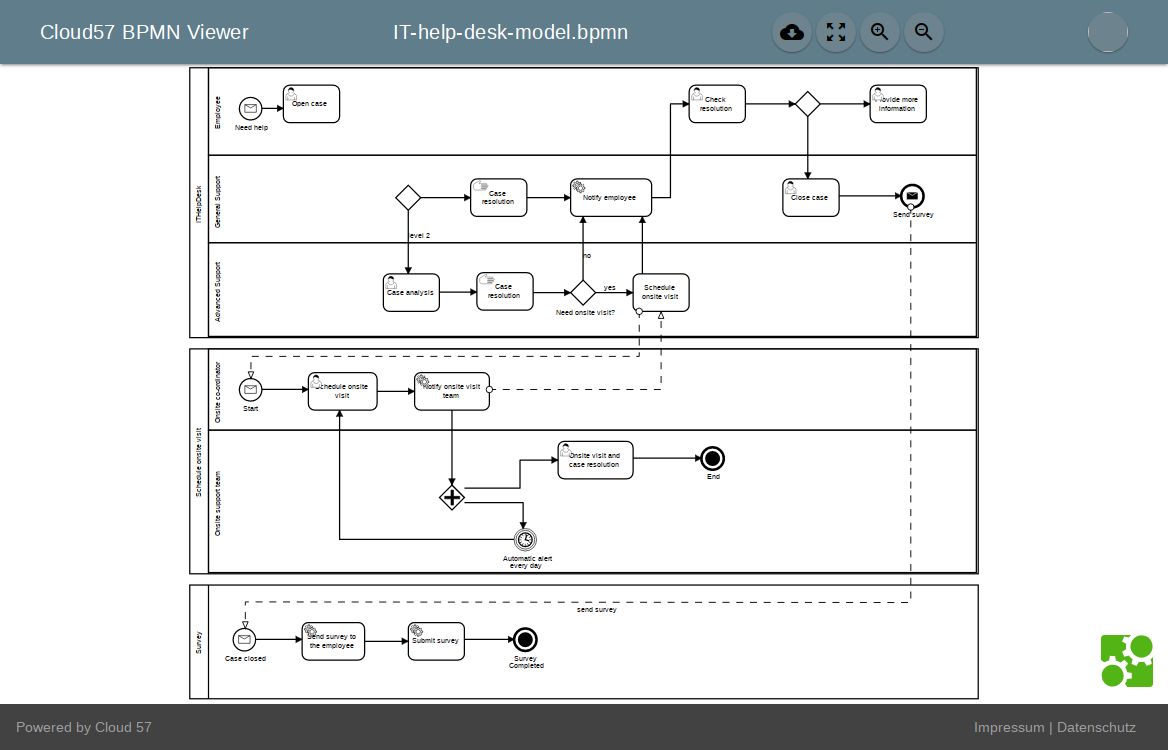 Cloud57 BPMN Viewer
IT-help-desk-model.bpmn
ITHelpDesk
Employee
Need help
Open case
Check
resolution
ovide more
information
General Support
Case
resolution
Notify employee
Close case
Send survey
evel 2
no
Advanced Support
Case analysis
Case
resolution
yes
Need onsite visit?
Schedule
onsite visit
Schedule onsite visit
Onsite co-ordinator
Start
chedule onsite
visit
Notify onsite visit
team
Onsite support team
Onsite visit and
case resolution
End
Automatic alert
every day
Survey
send survey
Case closed
Send survey to
the employee
Submit survey
Survey
Completed
Powered by Cloud 57
Impressum | Datenschutz